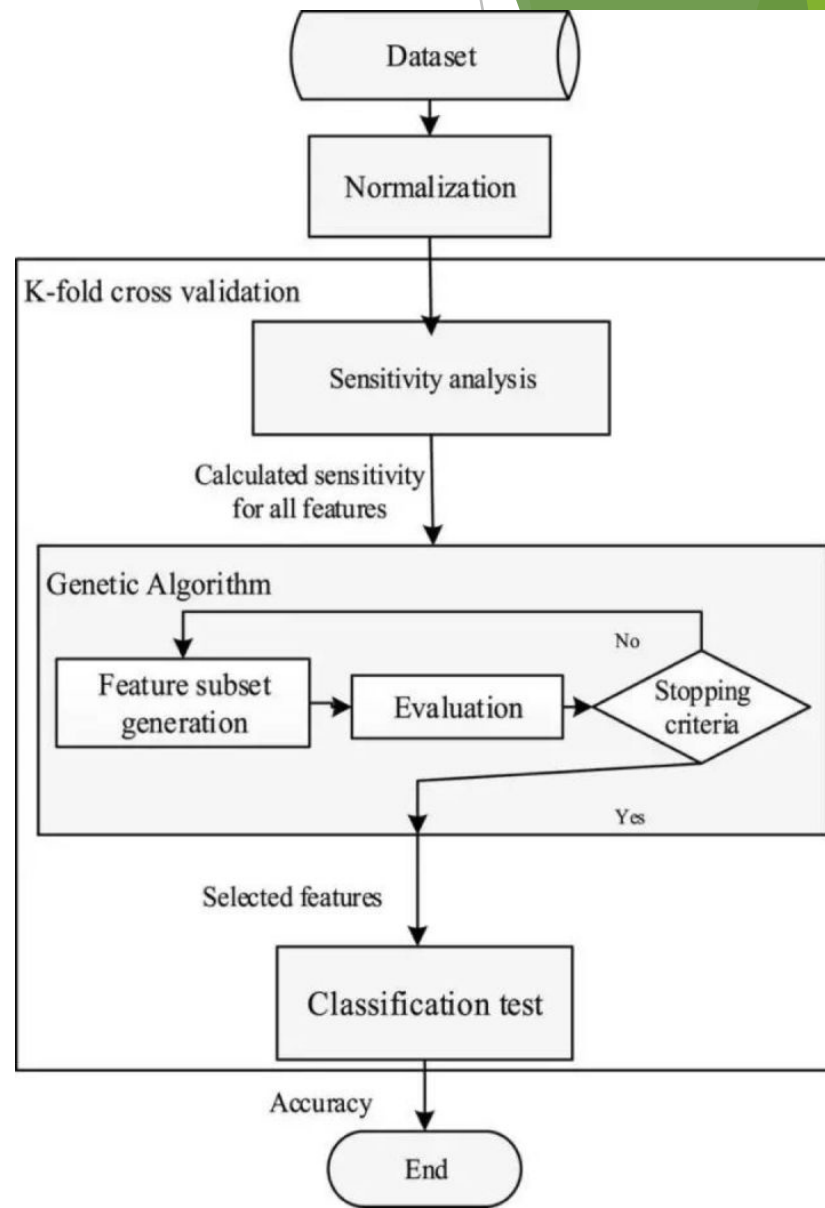 Dataset
Normalization
K-fold cross validation
Sensitivity analysis
Calculated sensitivity
for all features
Genetic Algorithm
No
Feature subset
generation
Evaluation
Stopping
criteria
Yes
Selected features
Classification test
Accuracy
End